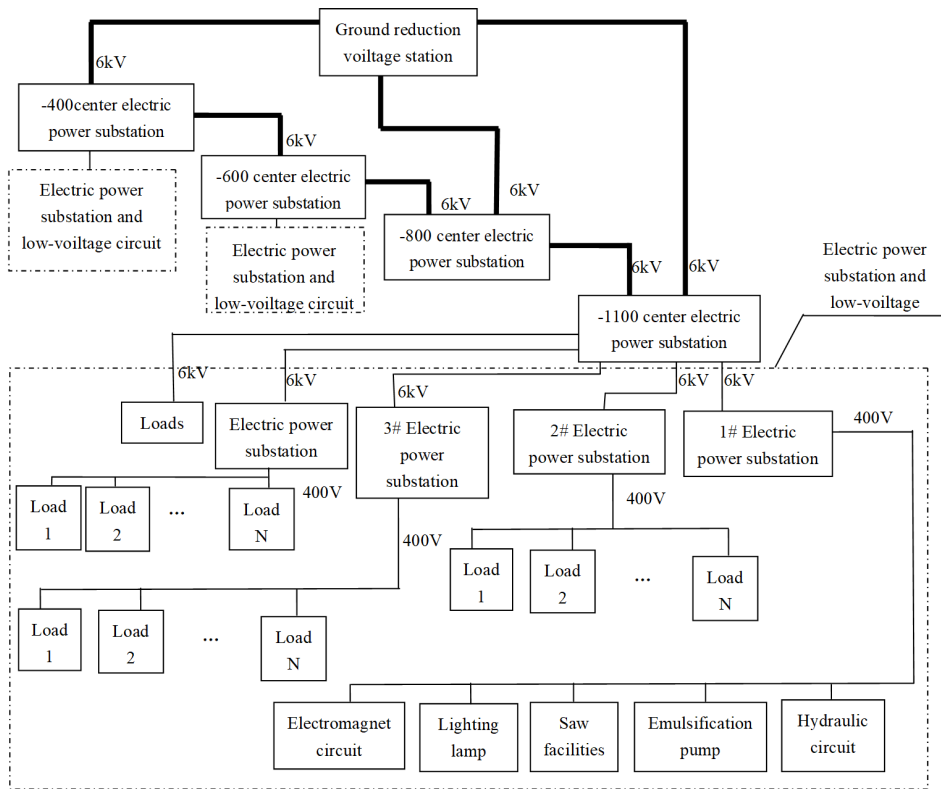 Ground reduction
voiltage station
6kV
-400center electric
power substation
6kV
-600 center electric
power substation
6kV
6kV
-800 center electric
power substation
Electric power
substation and
low-voiltage circuit
Electric power
substation and
low-voiltage circuit
6kV
6kV
Electric power
substation and
low-voiltage
-1100 center electric
power substation
6kV
6kV
6kV
6kV
6kV
Loads
Electric power
substation
3# Electric
power
substation
2# Electric
power substation
1# Electric
power substation
400V
400V
Load
1
Load
2
...
Load
N
400V
400V
Load
1
Load
2
...
Load
N
Load
1
Load
2
...
Load
N
Electromagnet
circuit
Lighting
lamp
Saw
facilities
Emulsification
pump
Hydraulic
circuit